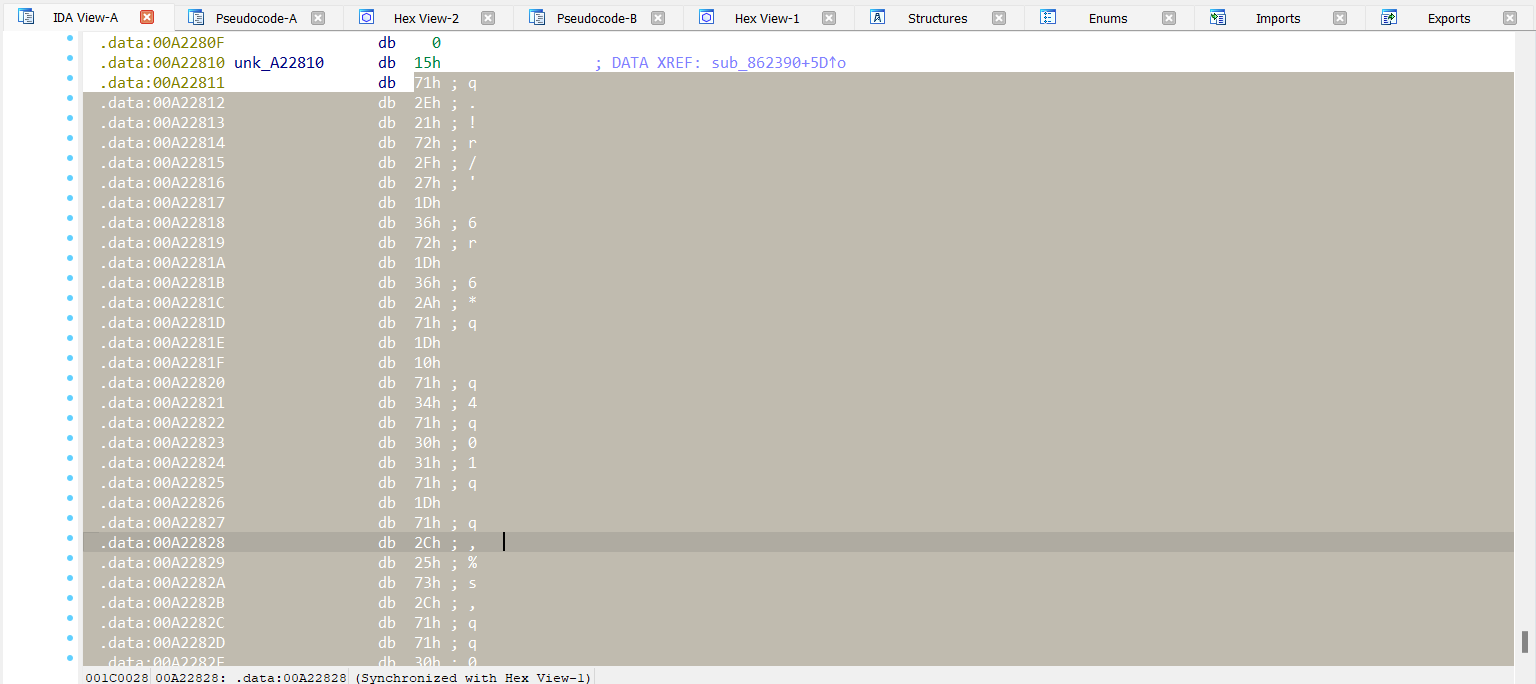 IDA View-A Pseudocode-A Hex View-2 Pseudocode-B Hex View-1 Structures Enums Imports Exports
.data:00A2280F db 0
.data:00A22810 unk_A22810 db 15h ; DATA XREF: sub_862390+5D↑o
.data:00A22811 db 71h ; q
.data:00A22812 db 2Eh ; .
.data:00A22813 db 21h ; !
.data:00A22814 db 72h ; r
.data:00A22815 db 2Fh ; /
.data:00A22816 db 27h ; '
.data:00A22817 db 1Dh
.data:00A22818 db 36h ; 6
.data:00A22819 db 72h ; r
.data:00A2281A db 1Dh
.data:00A2281B db 36h ; 6
.data:00A2281C db 2Ah ; *
.data:00A2281D db 71h ; q
.data:00A2281E db 1Dh
.data:00A2281F db 10h
.data:00A22820 db 71h ; q
.data:00A22821 db 34h ; 4
.data:00A22822 db 71h ; q
.data:00A22823 db 30h ; 0
.data:00A22824 db 31h ; 1
.data:00A22825 db 71h ; q
.data:00A22826 db 1Dh
.data:00A22827 db 71h ; q
.data:00A22828 db 2Ch ; ,
.data:00A22829 db 25h ; %
.data:00A2282A db 73h ; s
.data:00A2282B db 2Ch ; ,
.data:00A2282C db 71h ; q
.data:00A2282D db 71h ; q
.data:00A2282E db 30h ; 0
001C0028 00A22828: .data:00A22828 (Synchronized with Hex View-1)